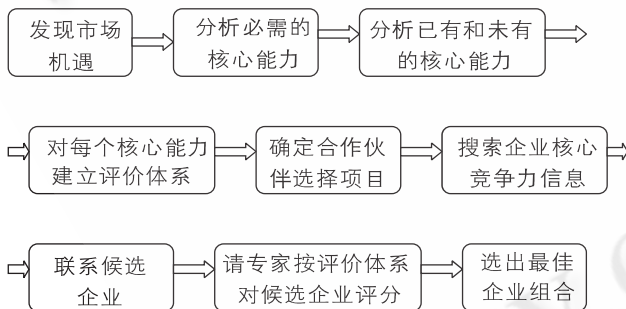 发现市场
机遇
分析必需的
核心能力
分析已有和未有
的核心能力
对每个核心能力
建立评价体系
确定合作伙
伴选择项目
搜索企业核心
竞争力信息
联系候选
企业
请专家按评价体系
对候选企业评分
选出最佳
企业组合